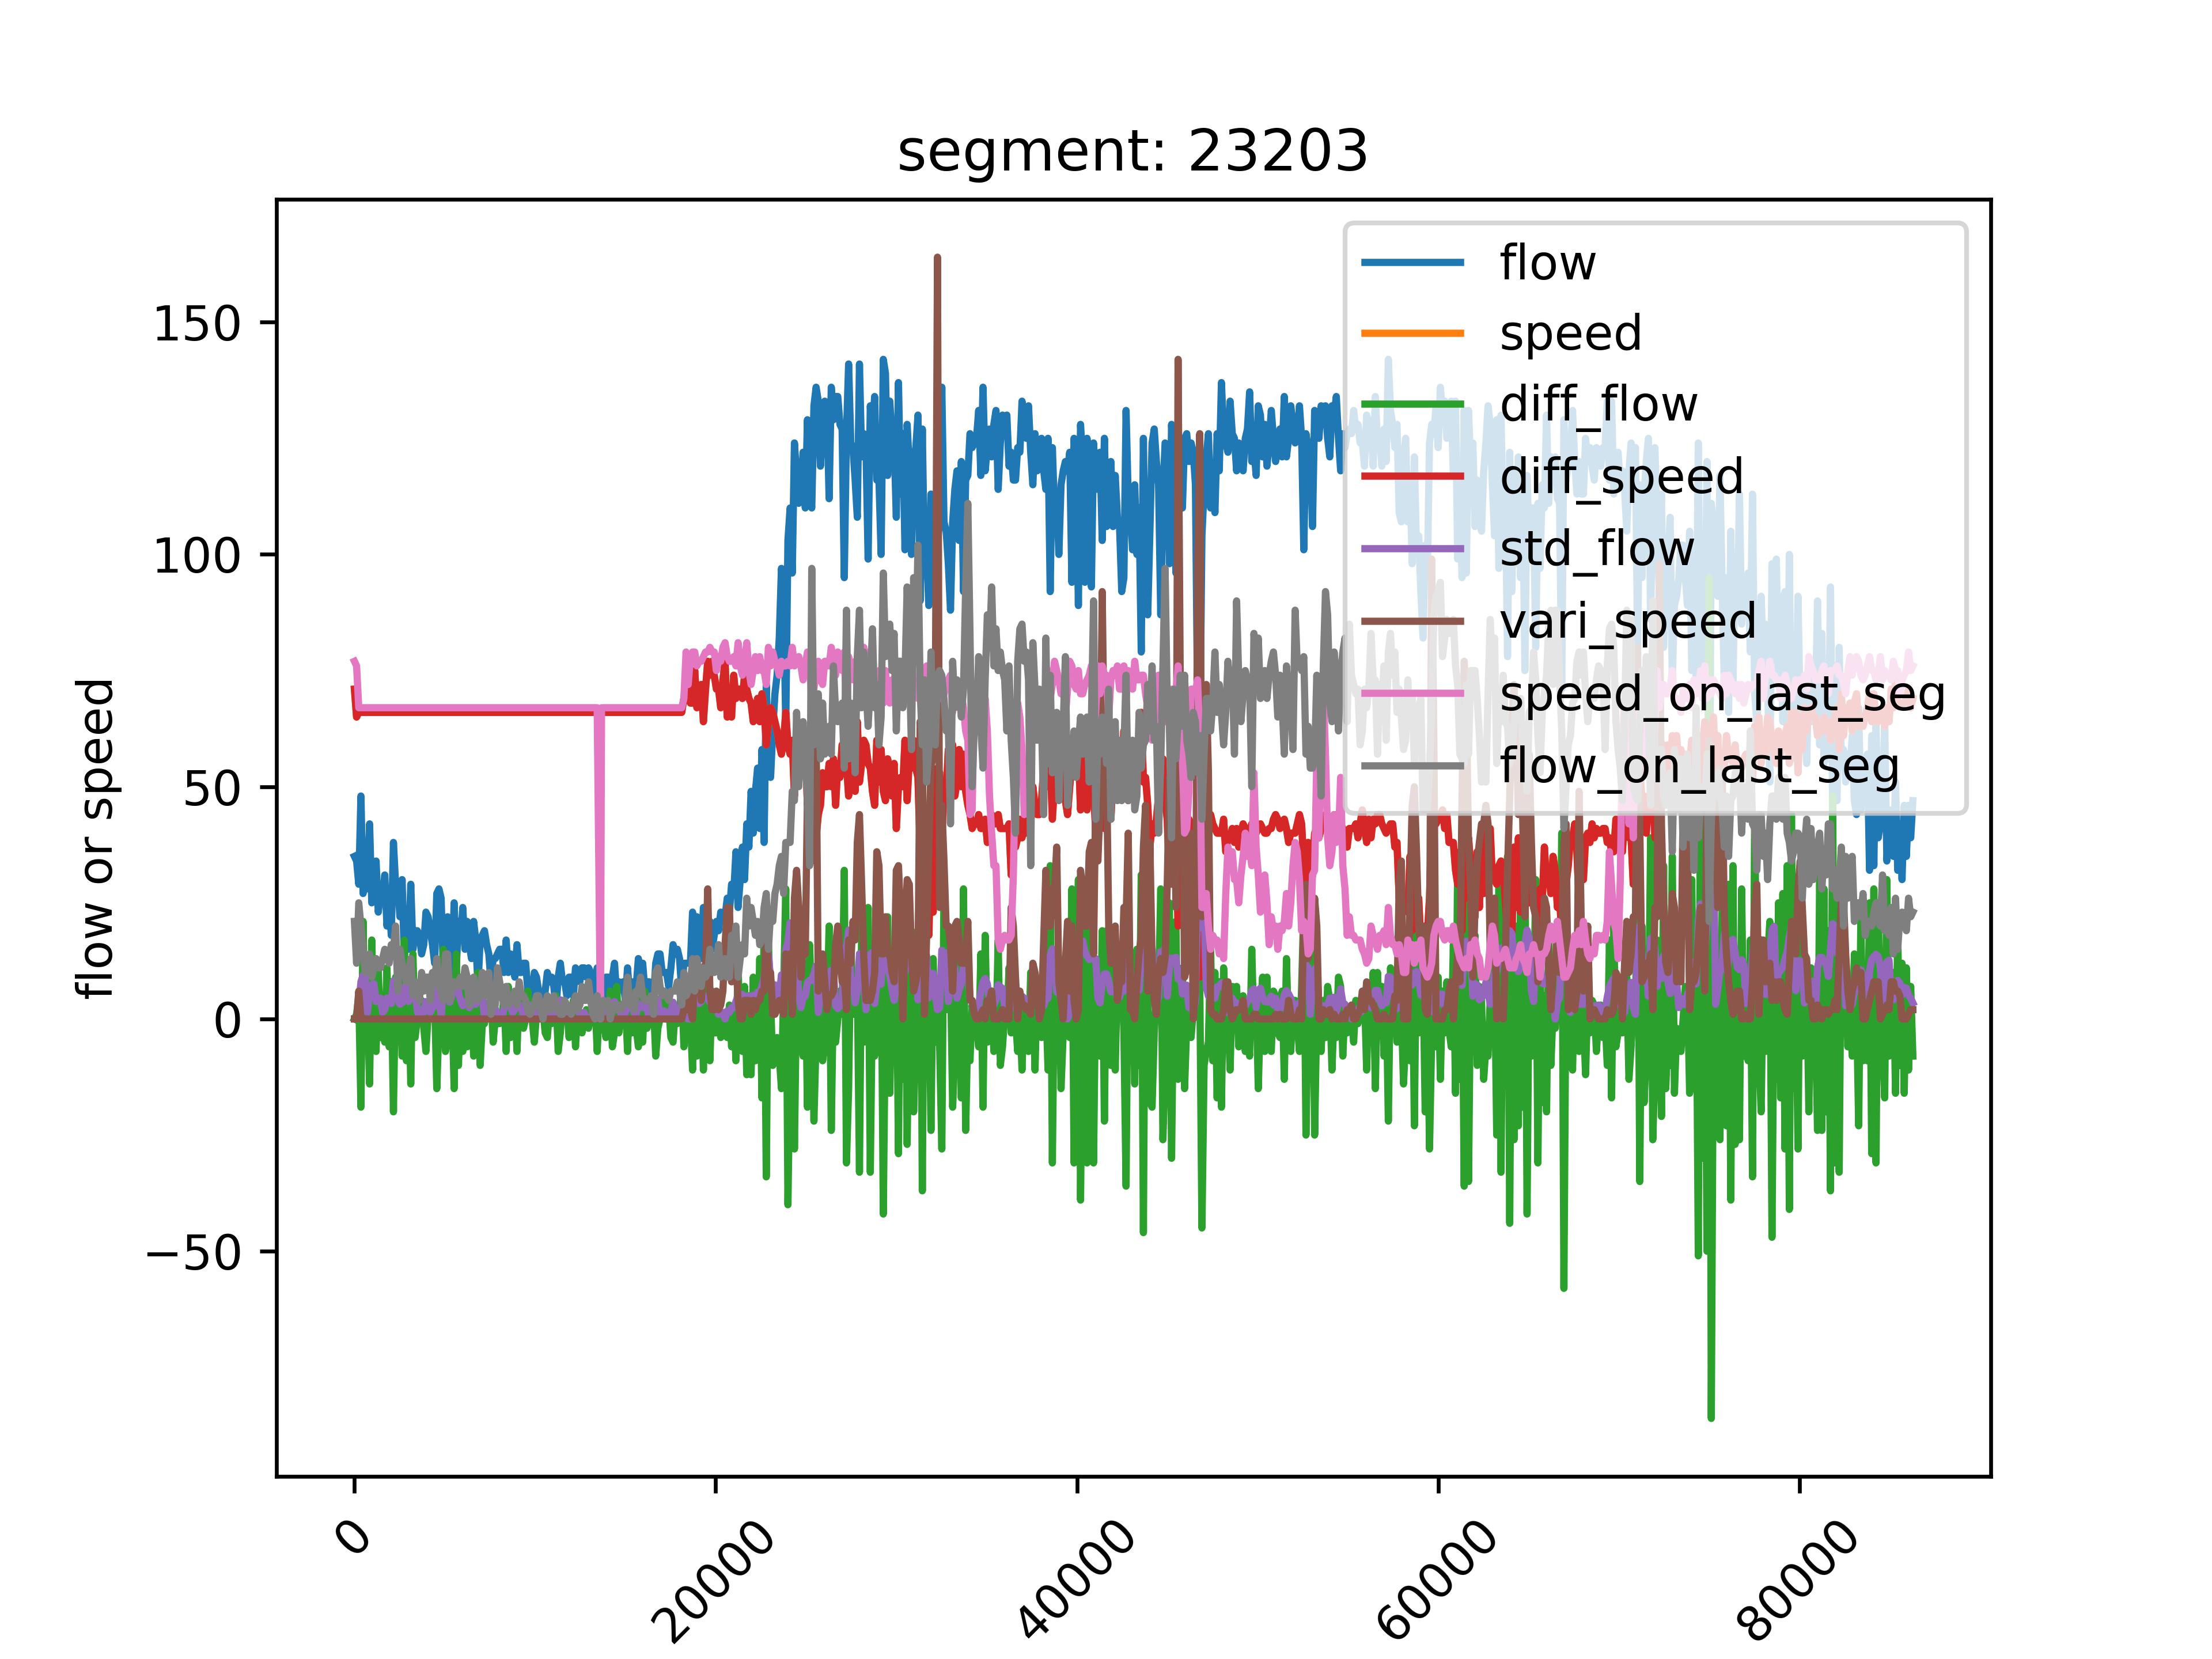 segment: 23203
flow or speed
150
100
50
0
−50
flow
speed
diff_flow
diff_speed
std_flow
vari_speed
speed_on_last_seg
flow_on_last_seg
0
20000
40000
60000
80000